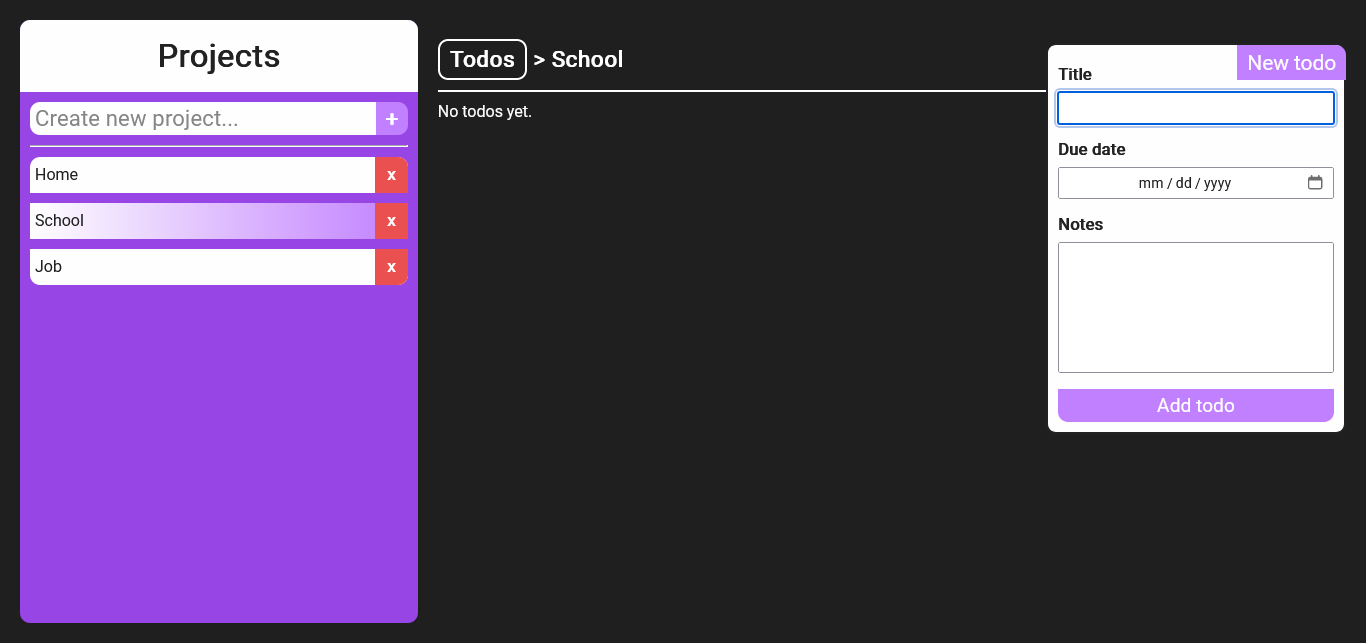 Projects
Create new project...
+
Home
x
School
x
Job
x
Todos > School
No todos yet.
New todo
Title
Due date
mm / dd / yyyy
Notes
Add todo